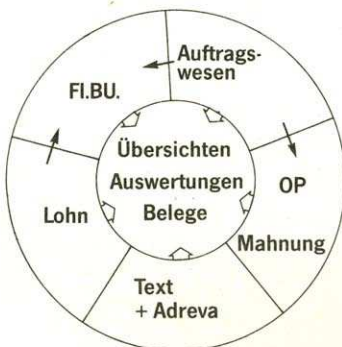 Auftrags-
wesen
FI.BU.
Übersichten
Auswertungen
Belege
OP
Mahnung
Lohn
Text
+ Adreva